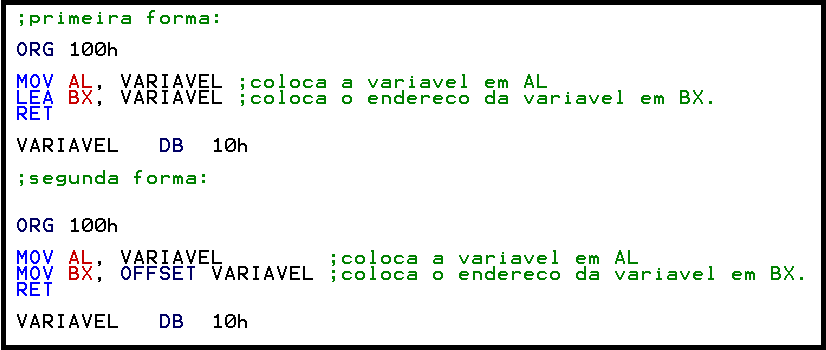 ;primeira forma:
ORG 100h
MOV AL, VARIAVEL ;coloca a variavel em AL
LEA BX, VARIAVEL ;coloca o endereco da variavel em BX.
RET
VARIAVEL DB 10h
;segunda forma:
ORG 100h
MOV AL, VARIAVEL ;coloca a variavel em AL
MOV BX, OFFSET VARIAVEL ;coloca o endereco da variavel em BX.
RET
VARIAVEL DB 10h